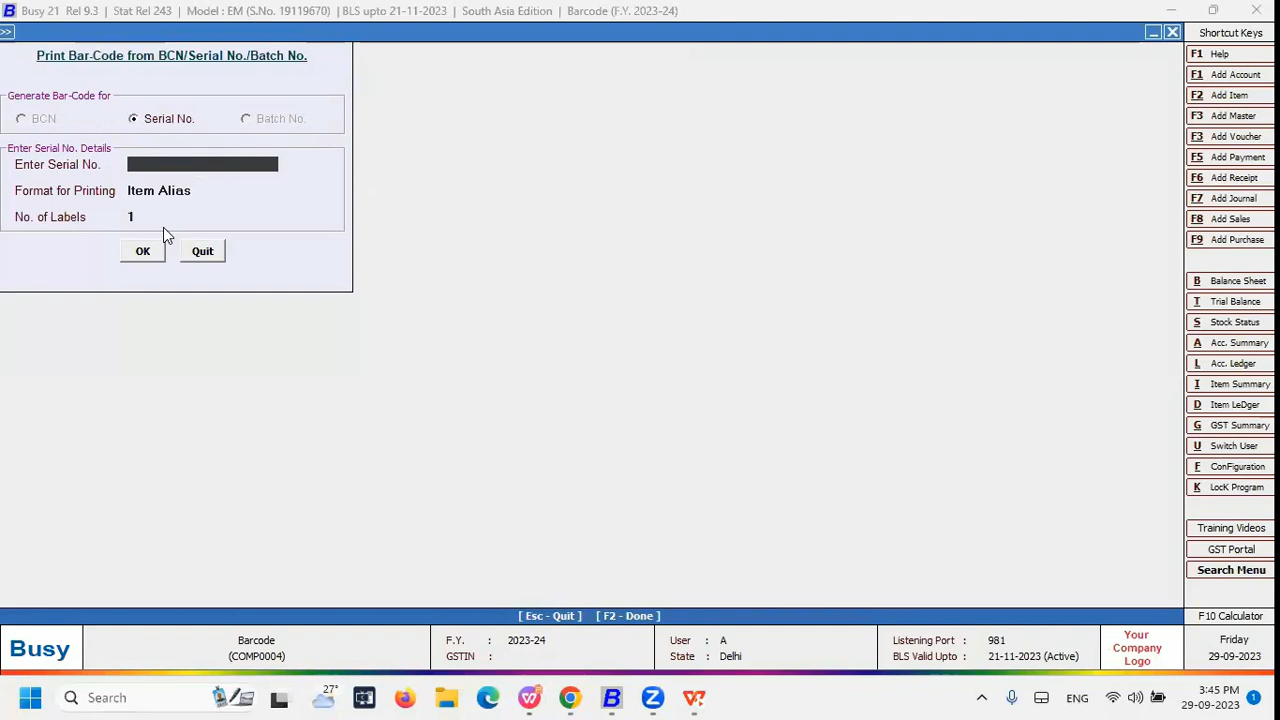 Busy 21 Rel 9.3 | Stat Rel 243 | Model : EM (S.No. 19119670) | BLS upto 21-11-2023 | South Asia Edition | Barcode (F.Y. 2023-24)
>>
Print Bar-Code from BCN/Serial No./Batch No.
Generate Bar-Code for
BCN Serial No. Batch No.
Enter Serial No. Details
Enter Serial No.
Format for Printing Item Alias
No. of Labels 1
OK Quit
Shortcut Keys
F1 Help
F1 Add Account
F2 Add Item
F3 Add Master
F3 Add Voucher
F5 Add Payment
F6 Add Receipt
F7 Add Journal
F8 Add Sales
F9 Add Purchase
B Balance Sheet
T Trial Balance
S Stock Status
A Acc. Summary
L Acc. Ledger
I Item Summary
D Item LeDger
G GST Summary
U Switch User
F ConFiguration
K LocK Program
Training Videos
GST Portal
Search Menu
[ Esc - Quit ] [ F2 - Done ]
F10 Calculator
Busy
Barcode
(COMP0004)
F.Y. : 2023-24
GSTIN :
User : A
State : Delhi
Listening Port : 981
BLS Valid Upto : 21-11-2023 (Active)
Your
Company
Logo
Friday
29-09-2023
Search
27°
ENG
3:45 PM
29-09-2023
1